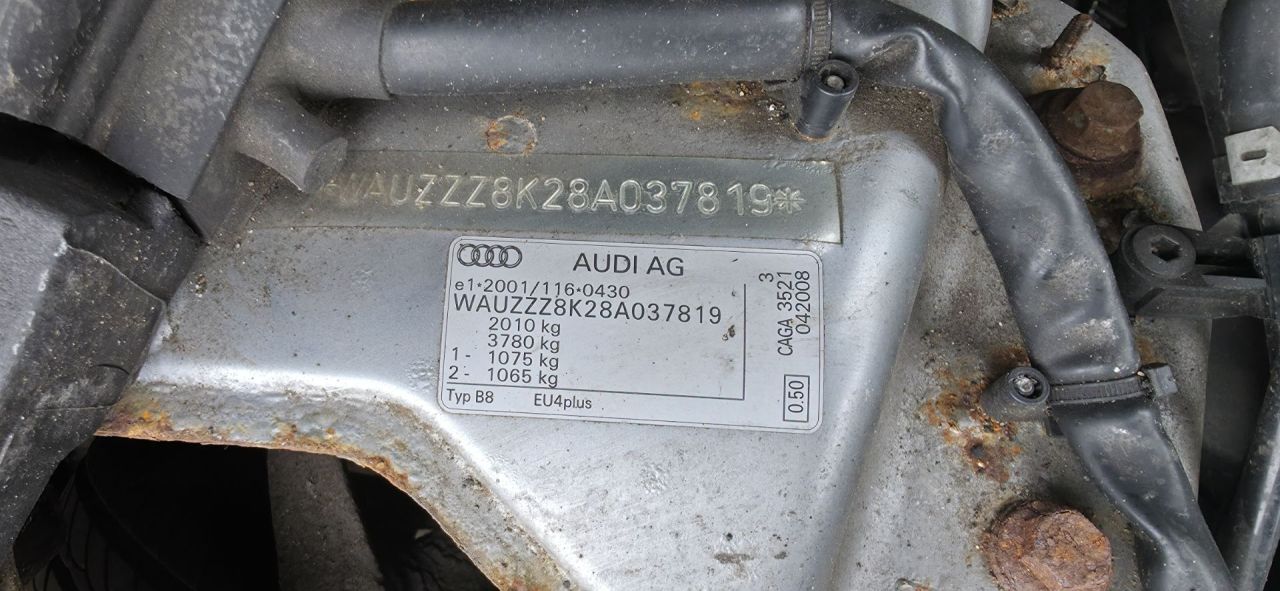 *WAUZZZ8K28A037819*
AUDI AG
e1*2001/116*0430
WAUZZZ8K28A037819
2010 kg
3780 kg
1- 1075 kg
2- 1065 kg
Typ B8 EU4plus
3
CAGA 3521
042008
0.50